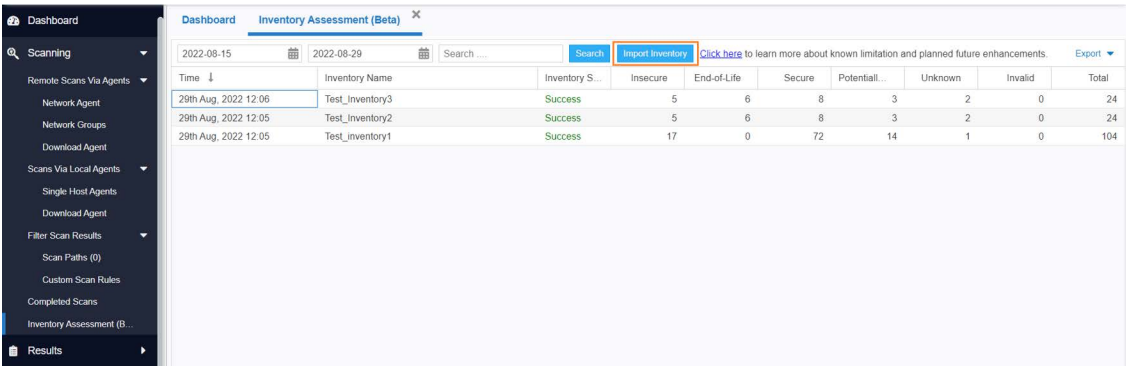 Dashboard
Scanning
Remote Scans Via Agents
Network Agent
Network Groups
Download Agent
Scans Via Local Agents
Single Host Agents
Download Agent
Filter Scan Results
Scan Paths (0)
Custom Scan Rules
Completed Scans
Inventory Assessment (B...
Results
Dashboard Inventory Assessment (Beta)
2022-08-15 2022-08-29 Search .... Search Import Inventory Click here to learn more about known limitation and planned future enhancements. Export
Time Inventory Name Inventory S... Insecure End-of-Life Secure Potentiall... Unknown Invalid Total
29th Aug, 2022 12:06 Test_Inventory3 Success 5 6 8 3 2 0 24
29th Aug, 2022 12:05 Test_Inventory2 Success 5 6 8 3 2 0 24
29th Aug, 2022 12:05 Test_inventory1 Success 17 0 72 14 1 0 104